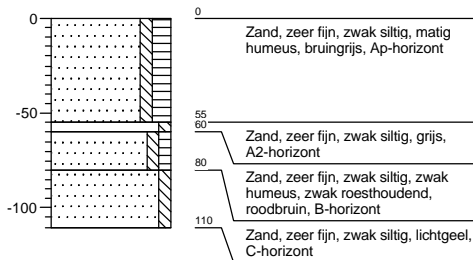 0
0
Zand, zeer fijn, zwak siltig, matig
humeus, bruingrijs, Ap-horizont
-50
55
60
Zand, zeer fijn, zwak siltig, grijs,
A2-horizont
80
Zand, zeer fijn, zwak siltig, zwak
humeus, zwak roesthoudend,
roodbruin, B-horizont
-100
110
Zand, zeer fijn, zwak siltig, lichtgeel,
C-horizont